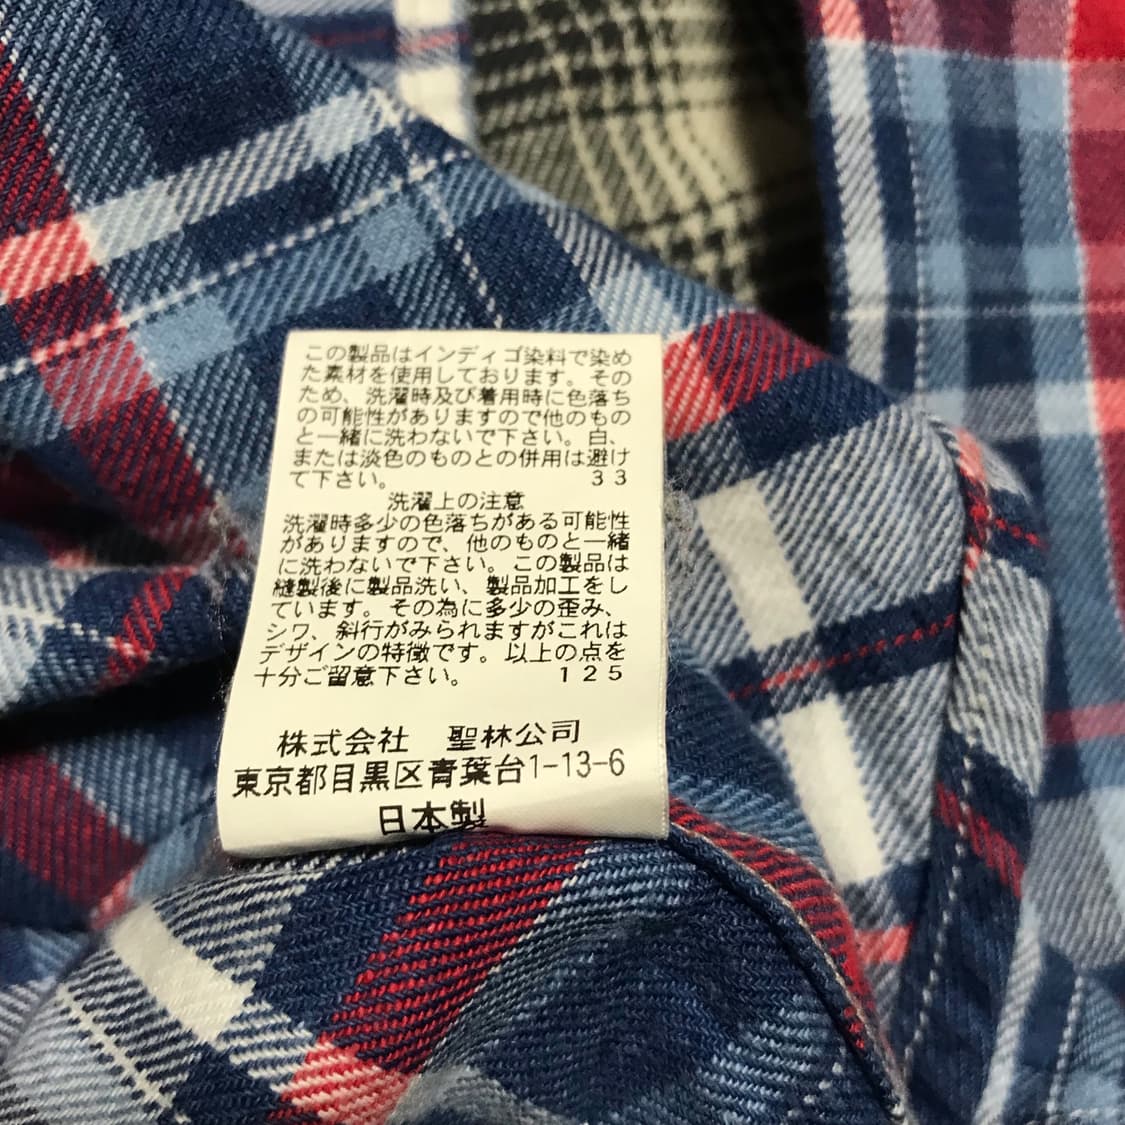 この製品はインディゴ染料で染め
た素材を使用しております。その
ため、洗濯時及び着用時に色落ち
の可能性がありますので他のもの
と一緒に洗わないで下さい。白、
または淡色のものとの併用は避け
て下さい。 33
洗濯上の注意
洗濯時多少の色落ちがある可能性
がありますので、他のものと一緒
に洗わないで下さい。この製品は
縫製後に製品洗い、製品加工をし
ています。その為に多少の歪み、
シワ、斜行がみられますがこれは
デザインの特徴です。以上の点を
十分ご留意下さい。 125
株式会社 聖林公司
東京都目黒区青葉台1-13-6
日本製